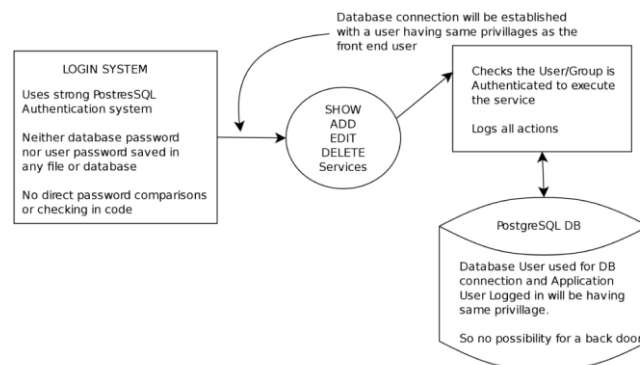 Database connection will be established
with a user having same privillages as the
front end user
LOGIN SYSTEM
Uses strong PostresSQL
Authentication system
Neither database password
nor user password saved in
any file or database
No direct password comparisons
or checking in code
SHOW
ADD
EDIT
DELETE
Services
Checks the User/Group is
Authenticated to execute
the service
Logs all actions
PostgreSQL DB
Database User used for DB
connection and Application
User Logged in will be having
same privillage.
So no possibility for a back door